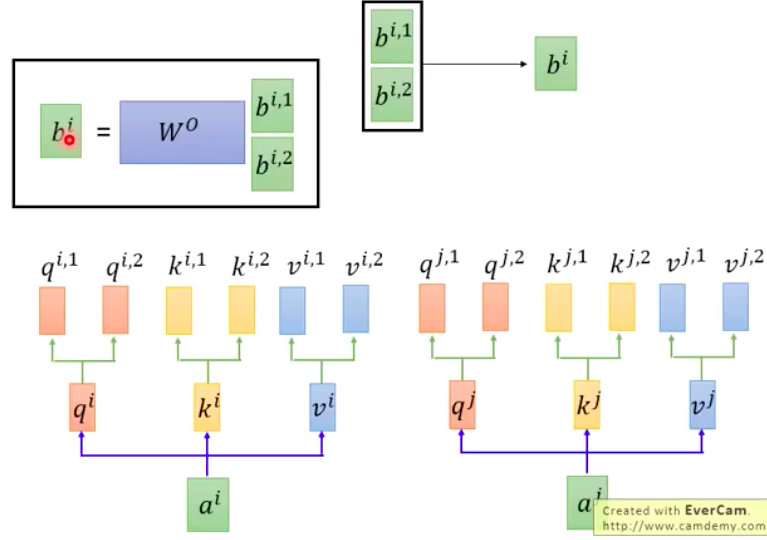 b^{i,1}
b^{i,2}
b^i
b^i = W^O b^{i,1}
b^{i,2}
q^{i,1} q^{i,2} k^{i,1} k^{i,2} v^{i,1} v^{i,2} q^{j,1} q^{j,2} k^{j,1} k^{j,2} v^{j,1} v^{j,2}
q^i k^i v^i q^j k^j v^j
a^i a^j
Created with EverCam.
http://www.camdemy.com